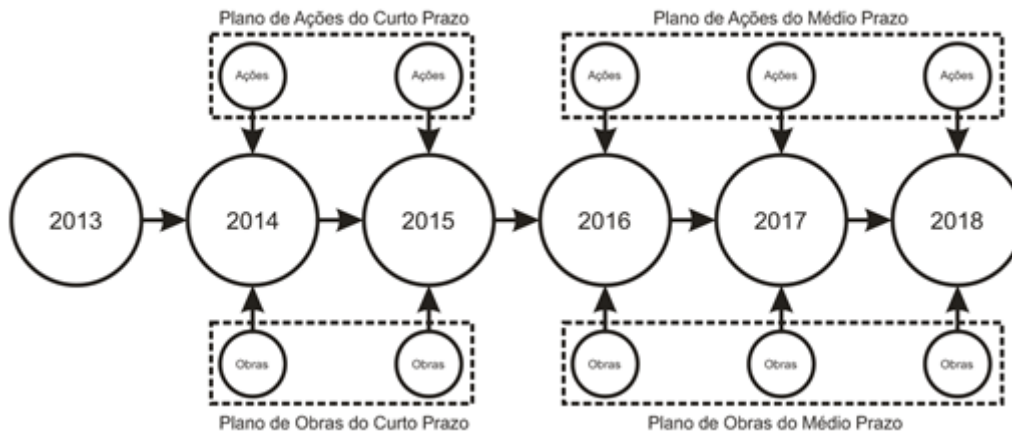 Plano de Ações do Curto Prazo
Plano de Ações do Médio Prazo
Ações
Ações
Ações
Ações
Ações
2013
2014
2015
2016
2017
2018
Obras
Obras
Obras
Obras
Obras
Plano de Obras do Curto Prazo
Plano de Obras do Médio Prazo